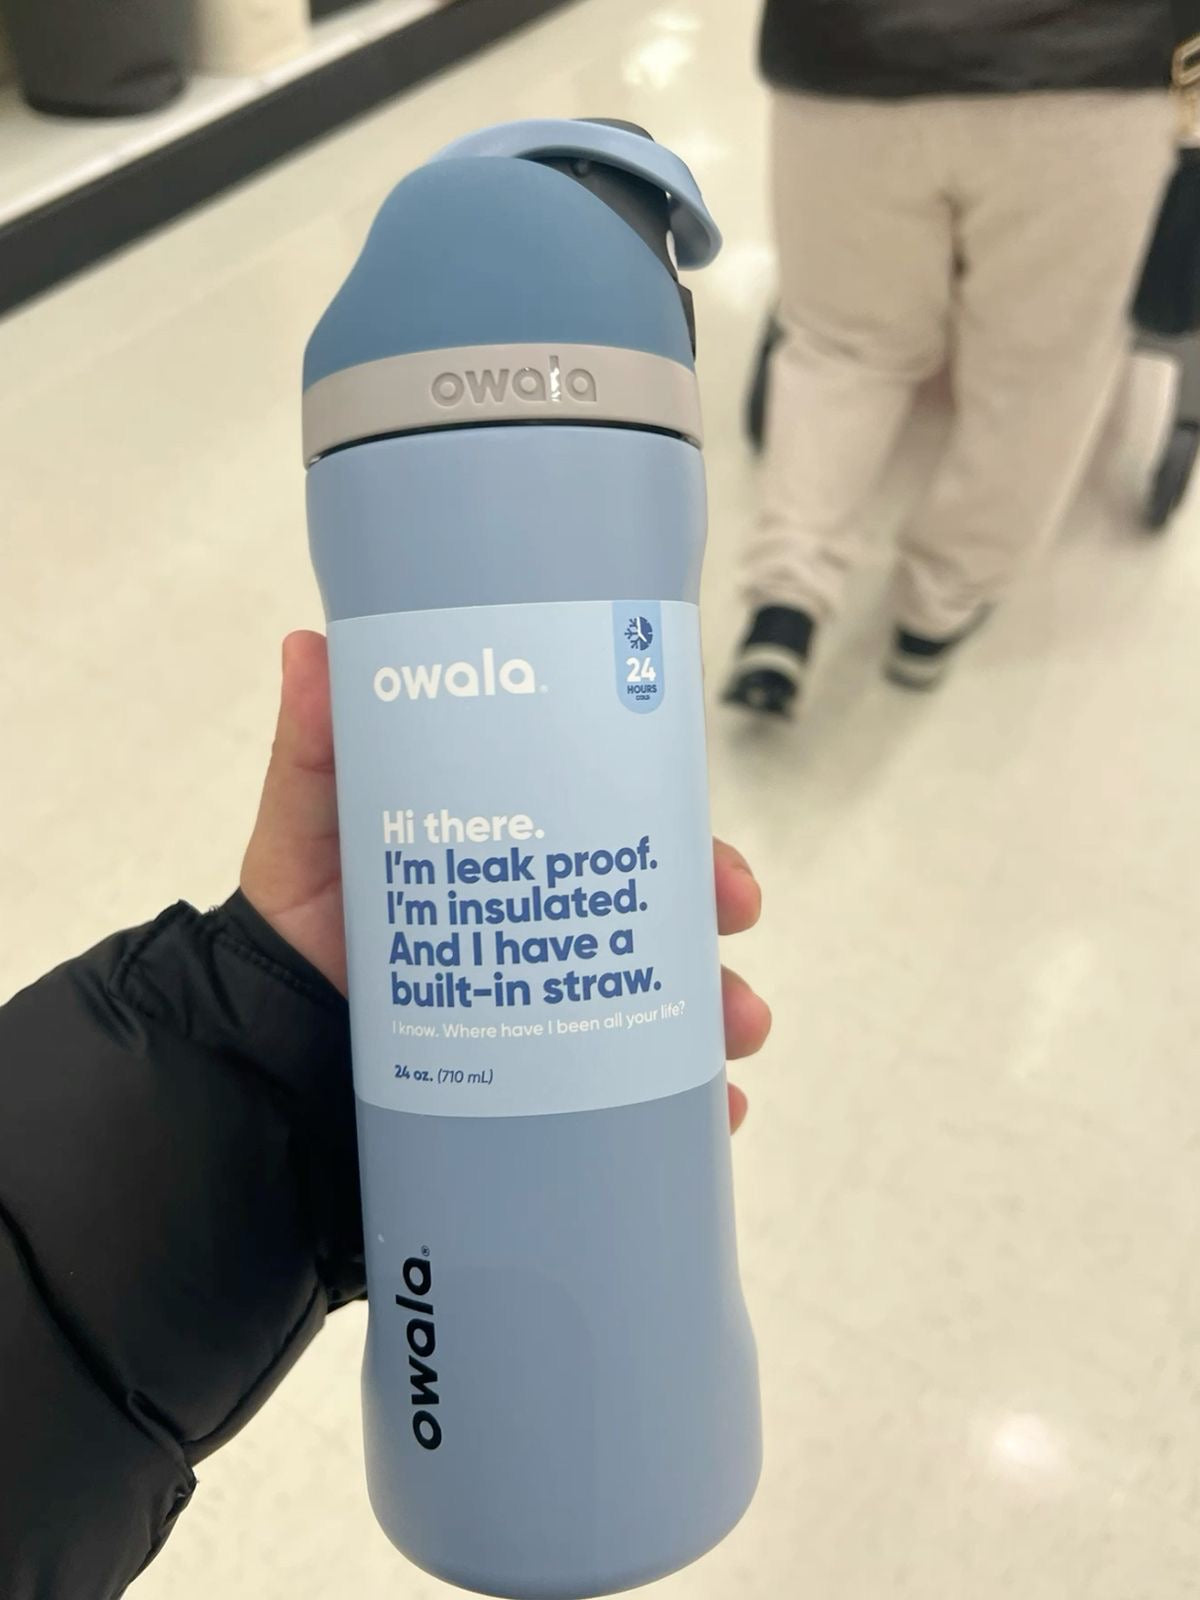 owala
owala®
24
HOURS
COLD
Hi there.
I'm leak proof.
I'm insulated.
And I have a
built-in straw.
I know. Where have I been all your life?
24 oz. (710 mL)
owala®